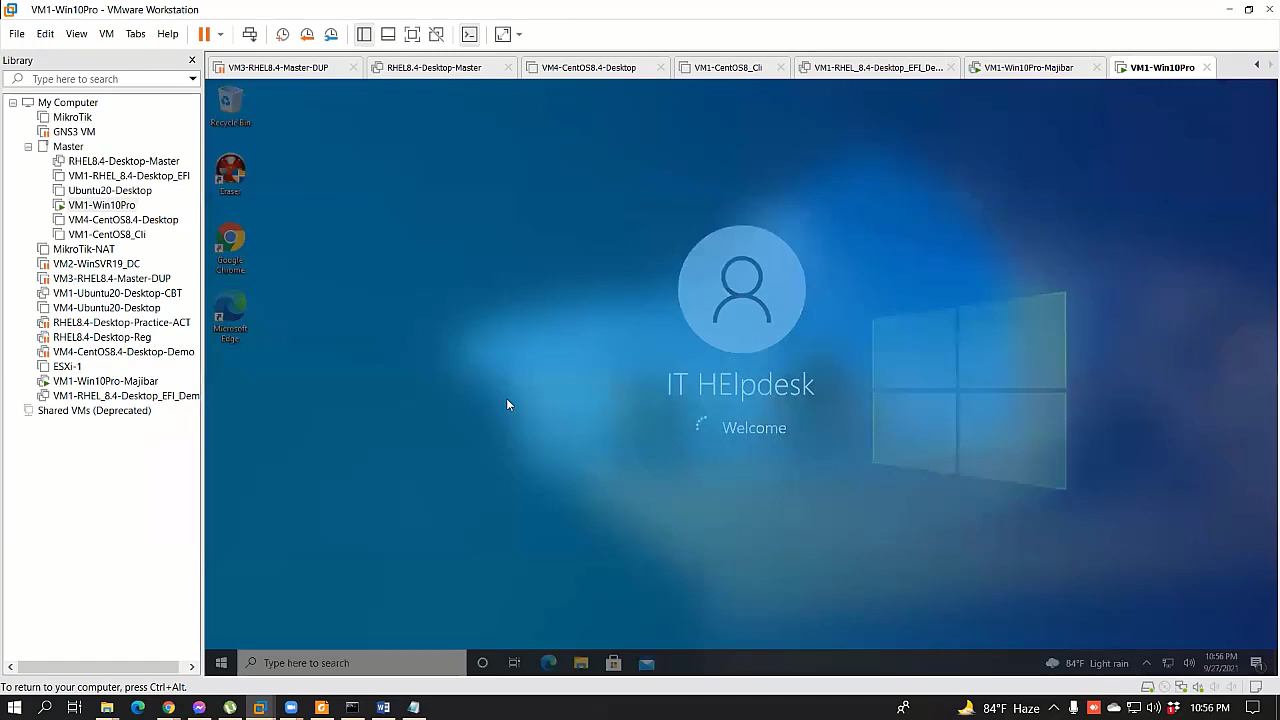 VM1-Win10Pro - VMware Workstation
File Edit View VM Tabs Help
Library
Type here to search
My Computer
MikroTik
GNS3 VM
Master
RHEL8.4-Desktop-Master
VM1-RHEL_8.4-Desktop_EFI
Ubuntu20-Desktop
VM1-Win10Pro
VM4-CentOS8.4-Desktop
VM1-CentOS8_Cli
MikroTik-NAT
VM2-WinSVR19_DC
VM3-RHEL8.4-Master-DUP
VM1-Ubuntu20-Desktop-CBT
VM4-Ubuntu20-Desktop
RHEL8.4-Desktop-Practice-ACT
RHEL8.4-Desktop-Reg
VM4-CentOS8.4-Desktop-Demo
ESXi-1
VM1-Win10Pro-Majibar
VM1-RHEL_8.4-Desktop_EFI_Dem
Shared VMs (Deprecated)
VM3-RHEL8.4-Master-DUP
RHEL8.4-Desktop-Master
VM4-CentOS8.4-Desktop
VM1-CentOS8_Cli
VM1-RHEL_8.4-Desktop_EFI_De...
VM1-Win10Pro-Majibar
VM1-Win10Pro
Recycle Bin
Eraser
Google
Chrome
Microsoft
Edge
IT HElpdesk
Welcome
Type here to search
84°F Light rain
10:56 PM
9/27/2021
To return to your computer, press Ctrl+Alt.
84°F Haze
10:56 PM